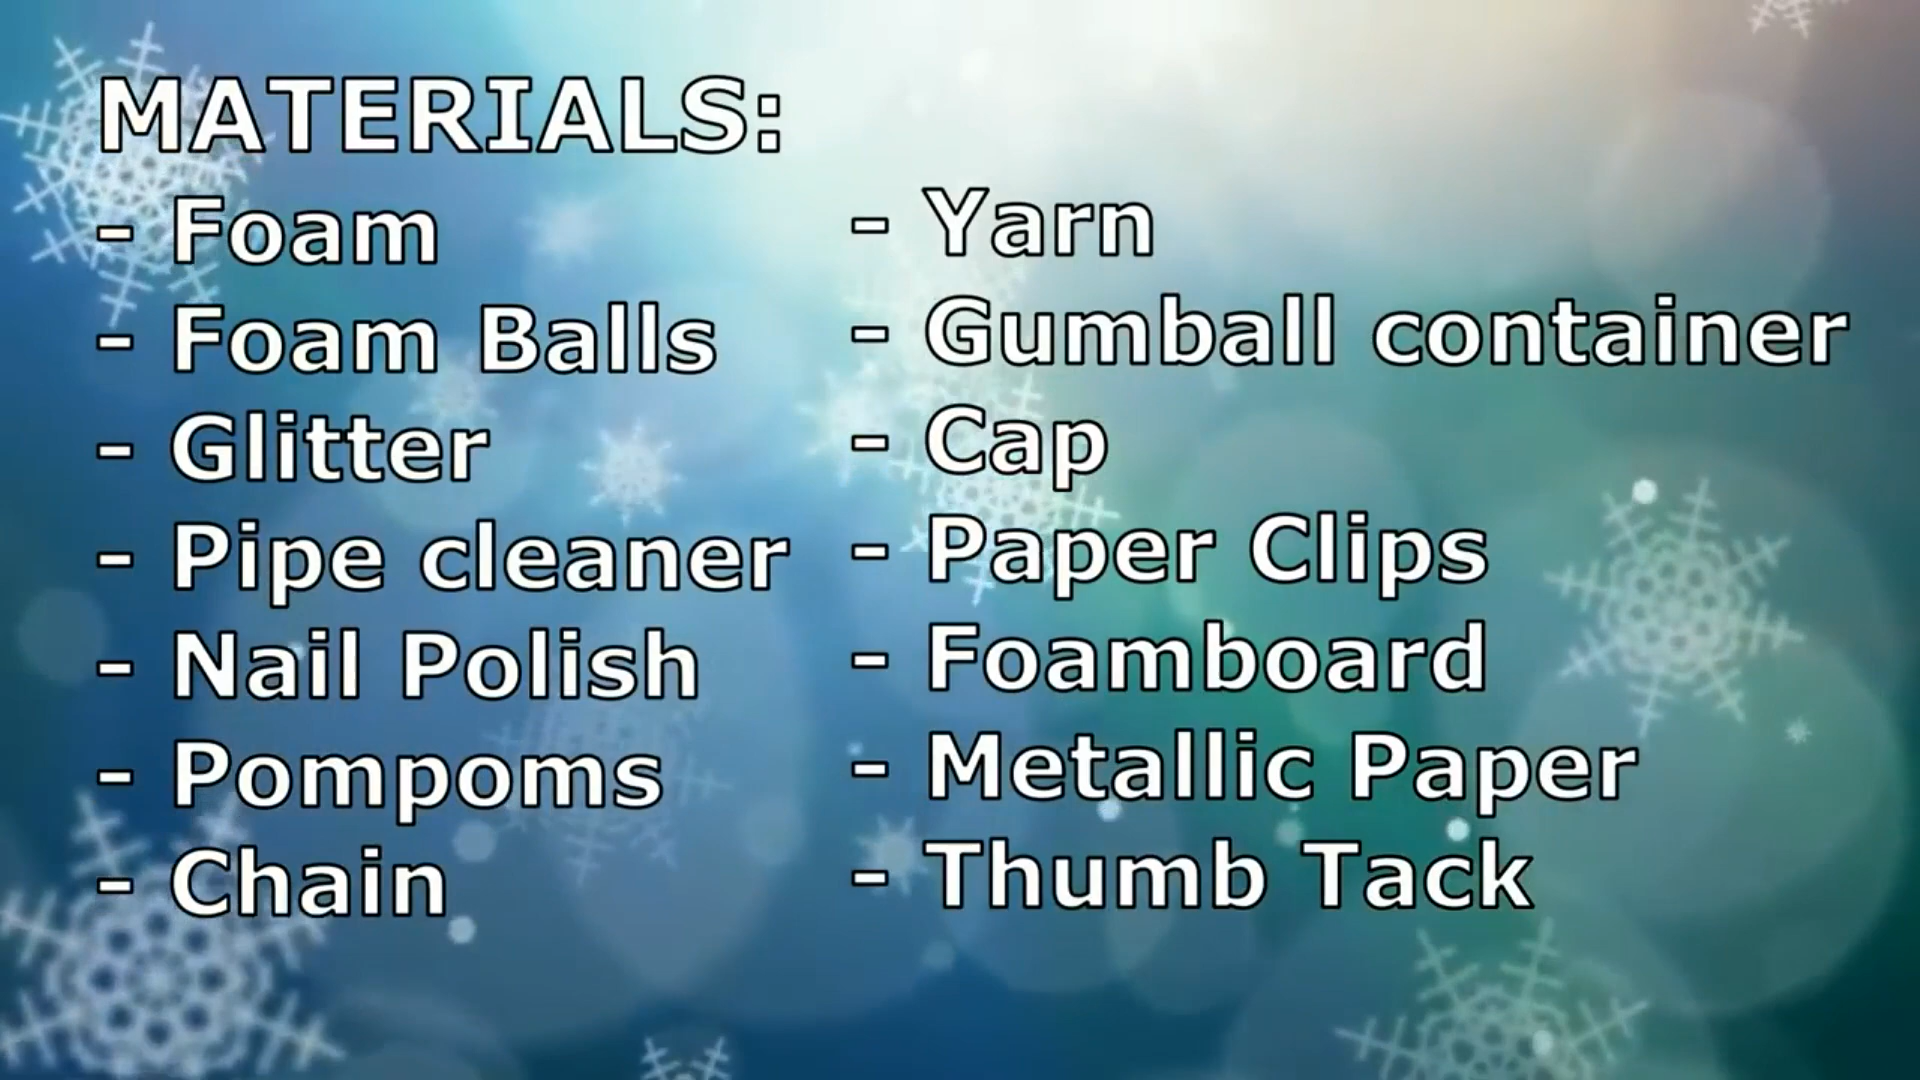 MATERIALS:
- Foam
- Foam Balls
- Glitter
- Pipe cleaner
- Nail Polish
- Pompoms
- Chain
- Yarn
- Gumball container
- Cap
- Paper Clips
- Foamboard
- Metallic Paper
- Thumb Tack